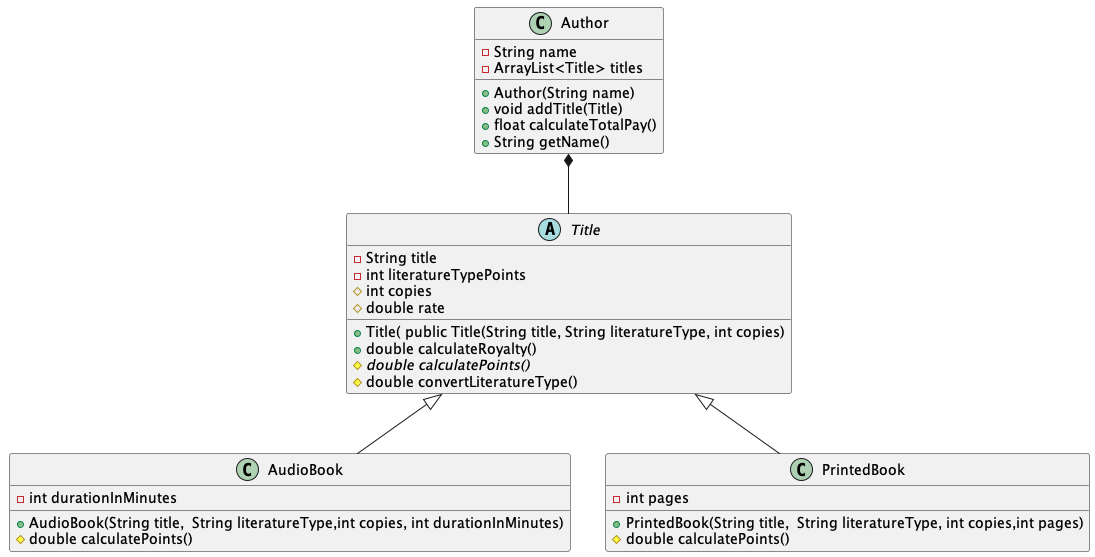 C Author
String name
ArrayList<Title> titles
Author(String name)
void addTitle(Title)
float calculateTotalPay()
String getName()
A Title
String title
int literatureTypePoints
int copies
double rate
Title( public Title(String title, String literatureType, int copies)
double calculateRoyalty()
double calculatePoints()
double convertLiteratureType()
C AudioBook
int durationInMinutes
AudioBook(String title,  String literatureType,int copies, int durationInMinutes)
double calculatePoints()
C PrintedBook
int pages
PrintedBook(String title,  String literatureType, int copies,int pages)
double calculatePoints()